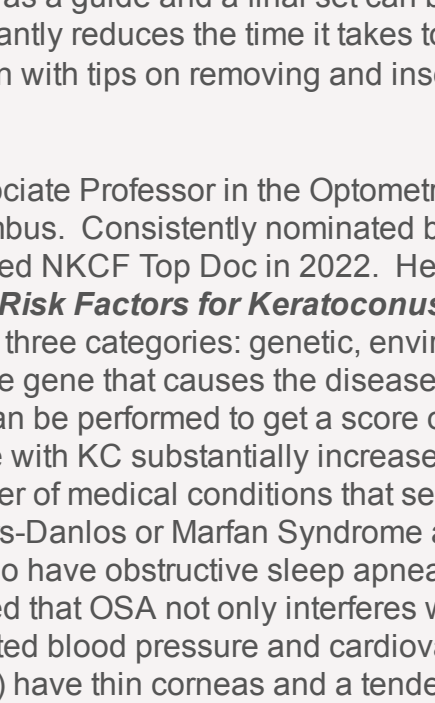 as a guide and a final set can b
antly reduces the time it takes to
n with tips on removing and inse
ociate Professor in the Optometr
mbus. Consistently nominated b
ed NKCF Top Doc in 2022. He
Risk Factors for Keratoconus
three categories: genetic, envir
e gene that causes the disease
an be performed to get a score o
e with KC substantially increase
er of medical conditions that se
s-Danlos or Marfan Syndrome a
o have obstructive sleep apnea
ed that OSA not only interferes w
ted blood pressure and cardiova
) have thin corneas and a tende